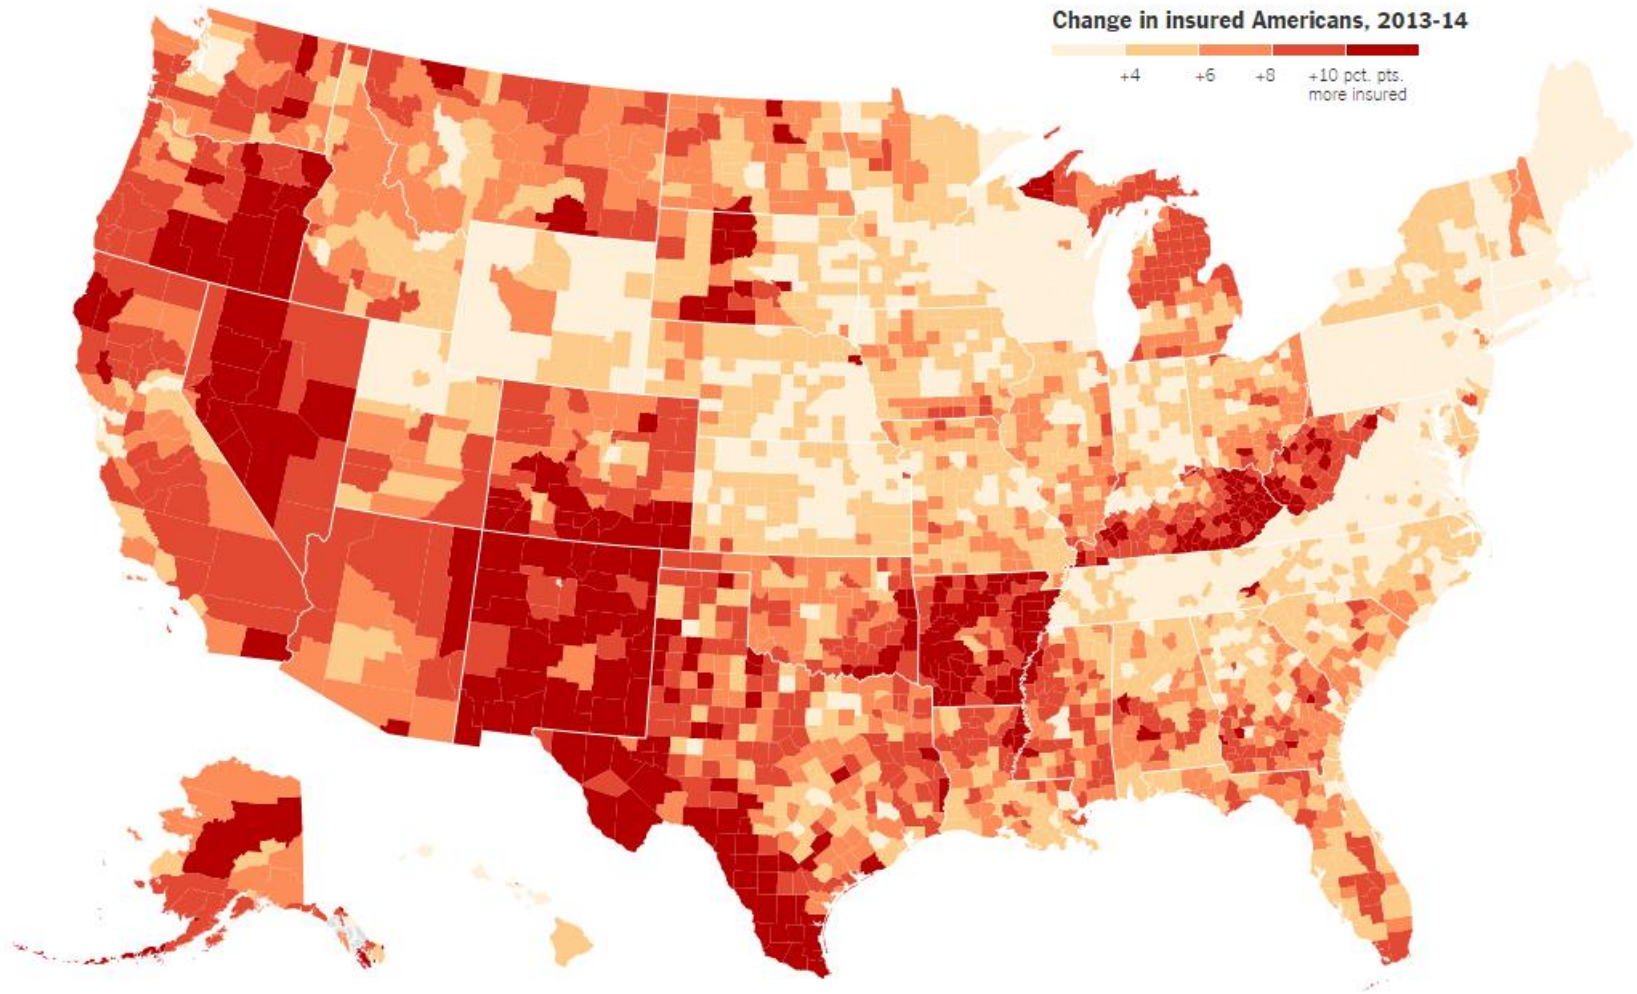 Change in insured Americans, 2013-14
+4 +6 +8 +10 pct. pts.
more insured